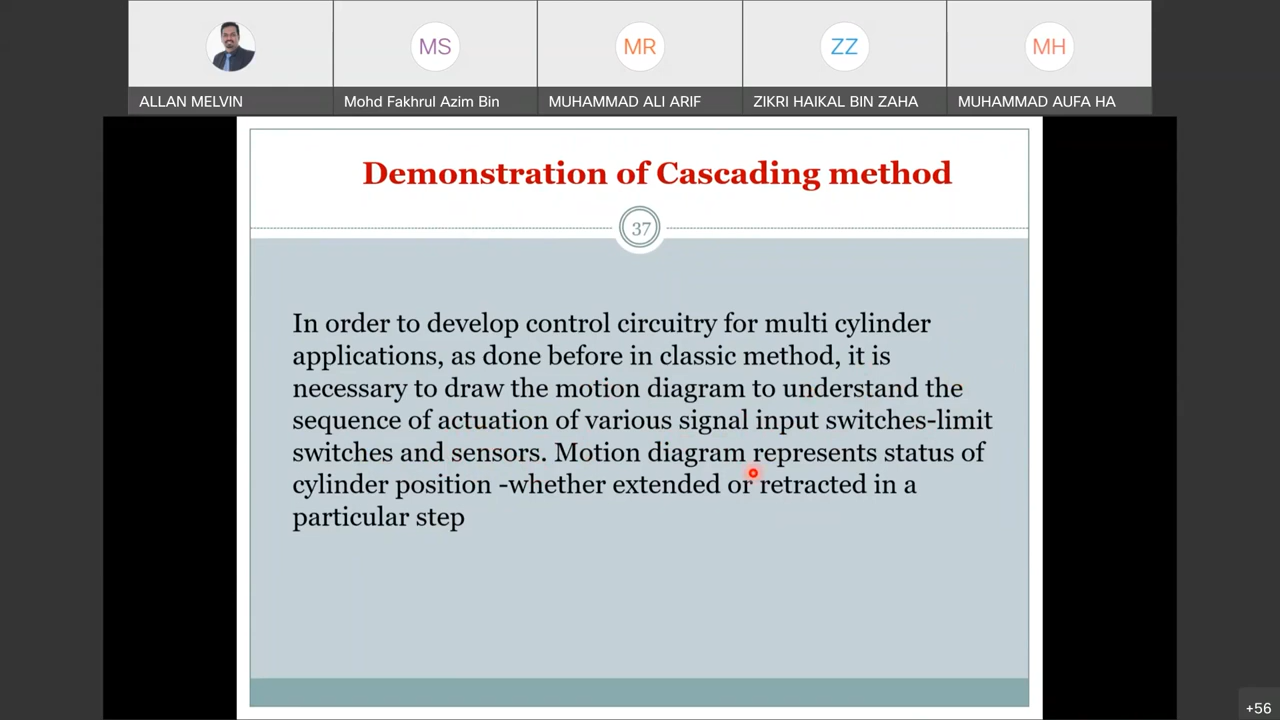 MS
MR
ZZ
MH
ALLAN MELVIN
Mohd Fakhrul Azim Bin
MUHAMMAD ALI ARIF
ZIKRI HAIKAL BIN ZAHA
MUHAMMAD AUFA HA
Demonstration of Cascading method
37
In order to develop control circuitry for multi cylinder
applications, as done before in classic method, it is
necessary to draw the motion diagram to understand the
sequence of actuation of various signal input switches-limit
switches and sensors. Motion diagram represents status of
cylinder position -whether extended or retracted in a
particular step
+56